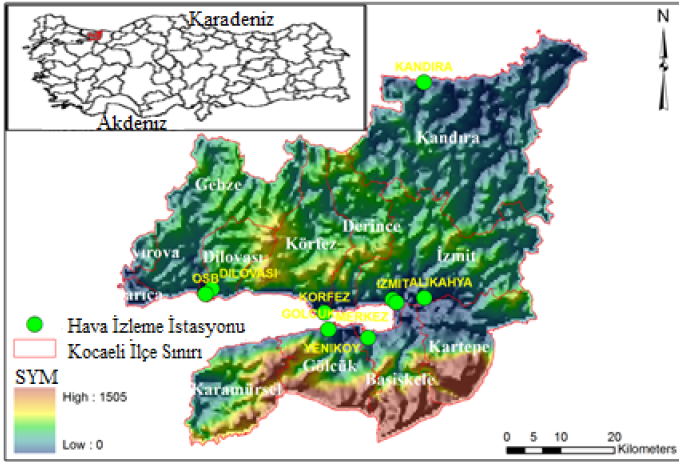 Karadeniz
Akdeniz
N
KANDIRA
Kandıra
Gebze
Derince
Körfez
Dilovası
İzmit
OSB
DILOVASI
KORFEZ
IZMIT
ALIKAHYA
GOLCUK
MERKEZ
YENIKOY
Kartepe
Gölcük
Başiskele
Karamürsel
Hava İzleme İstasyonu
Kocaeli İlçe Sınırı
SYM
High : 1505
Low : 0
0 5 10 20
Kilometers